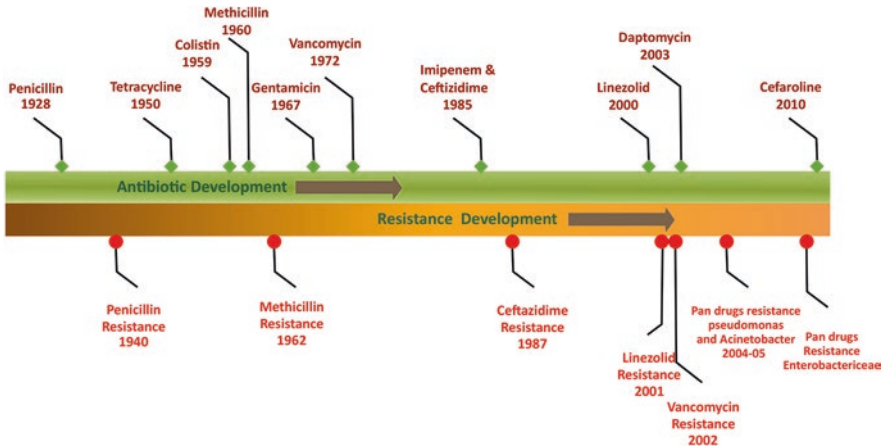 Penicillin
1928
Tetracycline
1950
Colistin
1959
Methicillin
1960
Gentamicin
1967
Vancomycin
1972
Imipenem &
Ceftizidime
1985
Linezolid
2000
Daptomycin
2003
Cefaroline
2010
Antibiotic Development
Resistance Development
Penicillin
Resistance
1940
Methicillin
Resistance
1962
Ceftazidime
Resistance
1987
Linezolid
Resistance
2001
Vancomycin
Resistance
2002
Pan drugs resistance
pseudomonas
and Acinetobacter
2004-05
Pan drugs
Resistance
Enterobactericeae